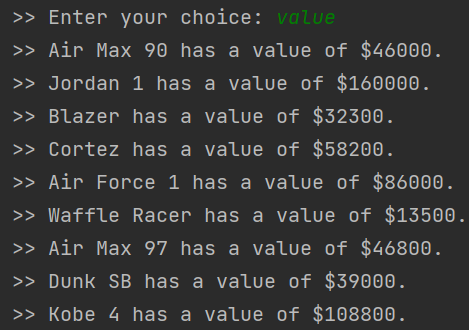 >> Enter your choice: value
>> Air Max 90 has a value of $46000.
>> Jordan 1 has a value of $160000.
>> Blazer has a value of $32300.
>> Cortez has a value of $58200.
>> Air Force 1 has a value of $86000.
>> Waffle Racer has a value of $13500.
>> Air Max 97 has a value of $46800.
>> Dunk SB has a value of $39000.
>> Kobe 4 has a value of $108800.